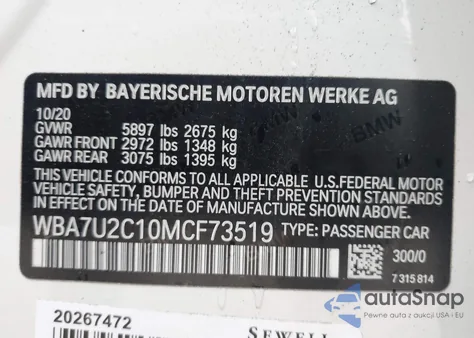 MFD BY BAYERISCHE MOTOREN WERKE AG
10/20
GVWR 5897 lbs 2675 kg
GAWR FRONT 2972 lbs 1348 kg
GAWR REAR 3075 lbs 1395 kg
THIS VEHICLE CONFORMS TO ALL APPLICABLE U.S.FEDERAL MOTOR
VEHICLE SAFETY, BUMPER AND THEFT PREVENTION STANDARDS
IN EFFECT ON THE DATE OF MANUFACTURE SHOWN ABOVE.
WBA7U2C10MCF73519 TYPE: PASSENGER CAR
300/0
7 315 814
BMW
BMW
autoSnap
Pewne auta z aukcji USA i EU
20267472
SEWELL